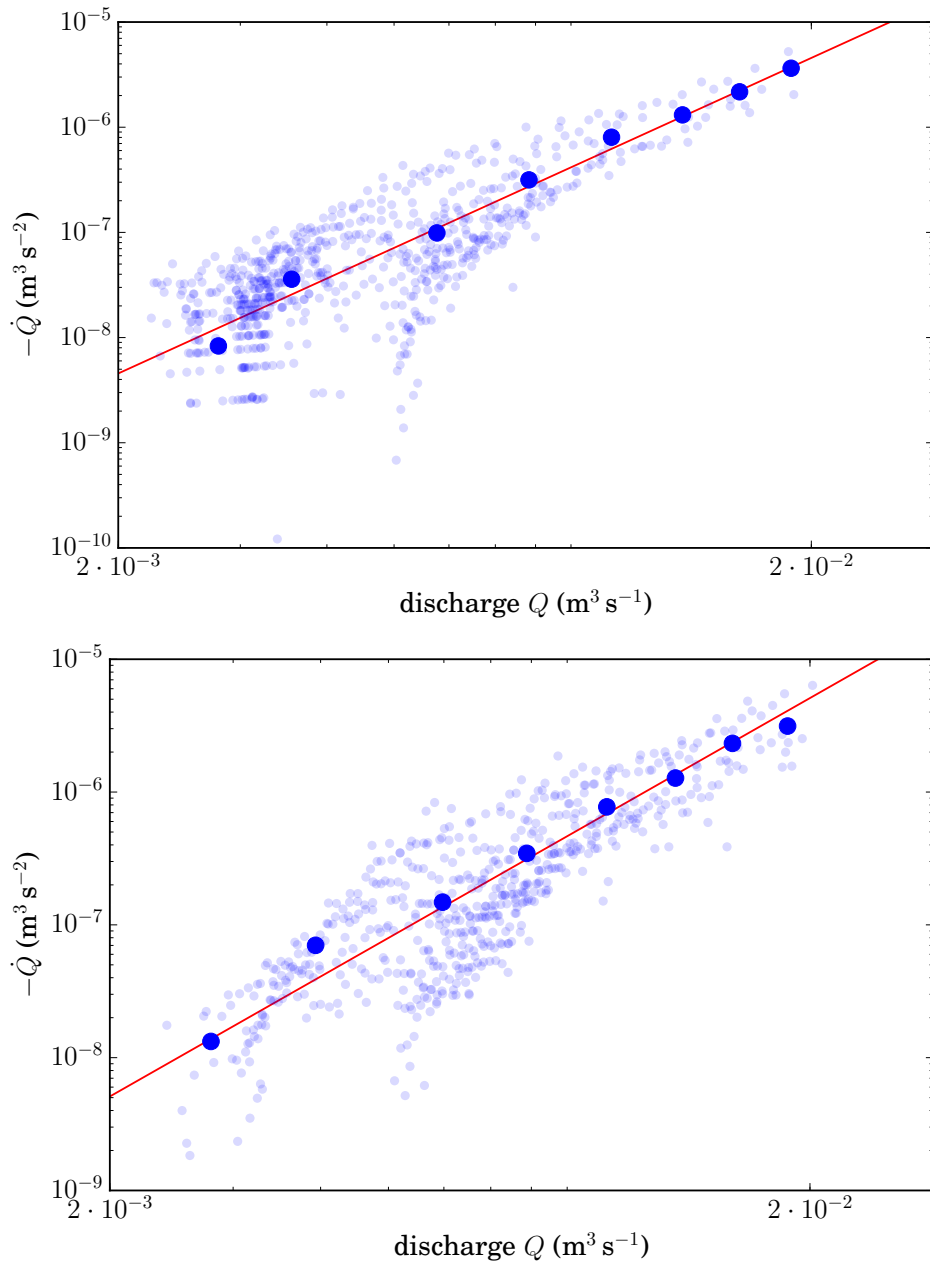 10⁻⁵
10⁻⁶
10⁻⁷
10⁻⁸
10⁻⁹
10⁻¹⁰
−Q̇ (m³ s⁻²)
2 · 10⁻³
2 · 10⁻²
discharge Q (m³ s⁻¹)
10⁻⁵
10⁻⁶
10⁻⁷
10⁻⁸
10⁻⁹
−Q̇ (m³ s⁻²)
2 · 10⁻³
2 · 10⁻²
discharge Q (m³ s⁻¹)